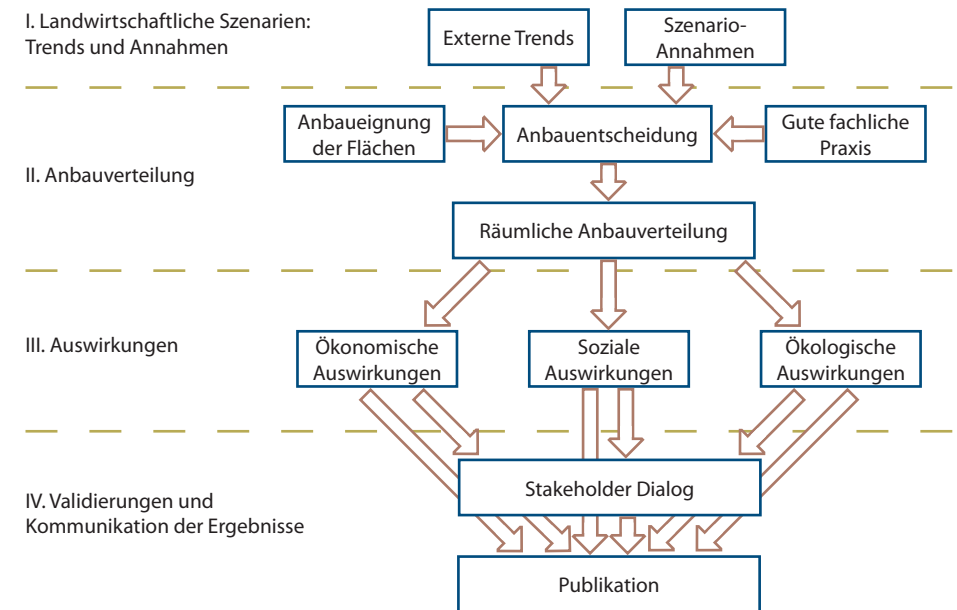 I. Landwirtschaftliche Szenarien:
Trends und Annahmen
Externe Trends
Szenario-
Annahmen
Anbaueignung
der Flächen
Anbauentscheidung
Gute fachliche
Praxis
II. Anbauverteilung
Räumliche Anbauverteilung
III. Auswirkungen
Ökonomische
Auswirkungen
Soziale
Auswirkungen
Ökologische
Auswirkungen
IV. Validierungen und
Kommunikation der Ergebnisse
Stakeholder Dialog
Publikation